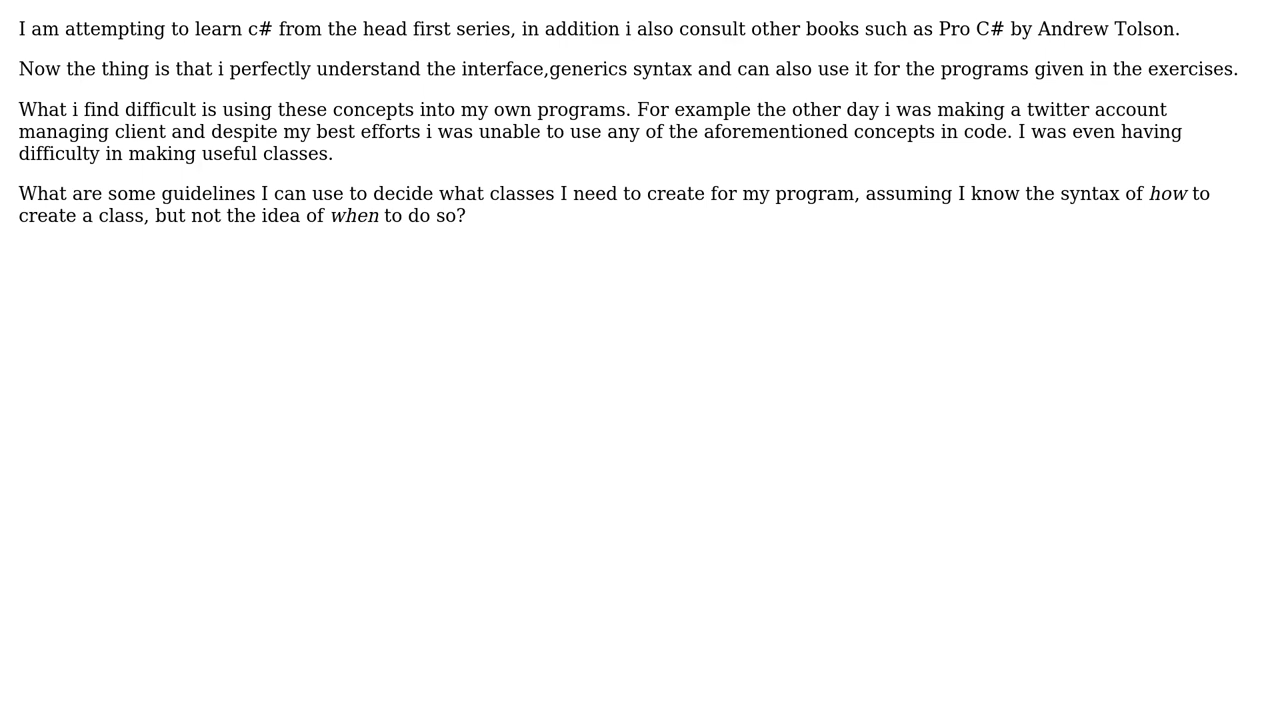 I am attempting to learn c# from the head first series, in addition i also consult other books such as Pro C# by Andrew Tolson.
Now the thing is that i perfectly understand the interface,generics syntax and can also use it for the programs given in the exercises.
What i find difficult is using these concepts into my own programs. For example the other day i was making a twitter account
managing client and despite my best efforts i was unable to use any of the aforementioned concepts in code. I was even having
difficulty in making useful classes.
What are some guidelines I can use to decide what classes I need to create for my program, assuming I know the syntax of how to
create a class, but not the idea of when to do so?